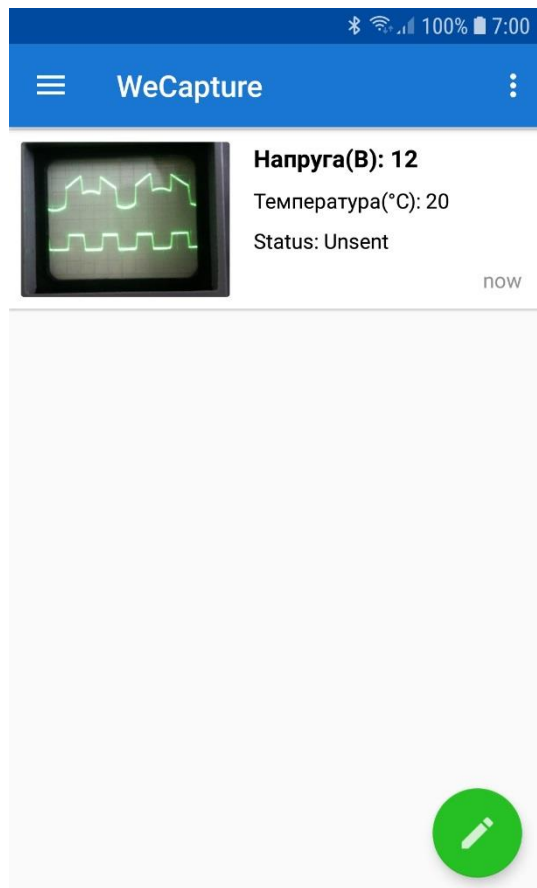 100% 7:00
WeCapture
Напруга(В): 12
Температура(°C): 20
Status: Unsent
now